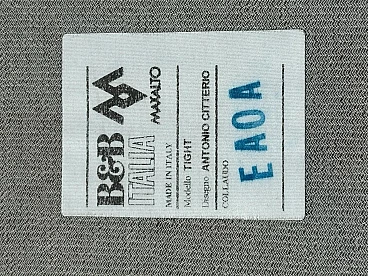 B&B
ITALIA
MAXALTO
MADE IN ITALY
Modello TIGHT
Disegno ANTONIO CITTERIO
COLLAUDO
EAOA